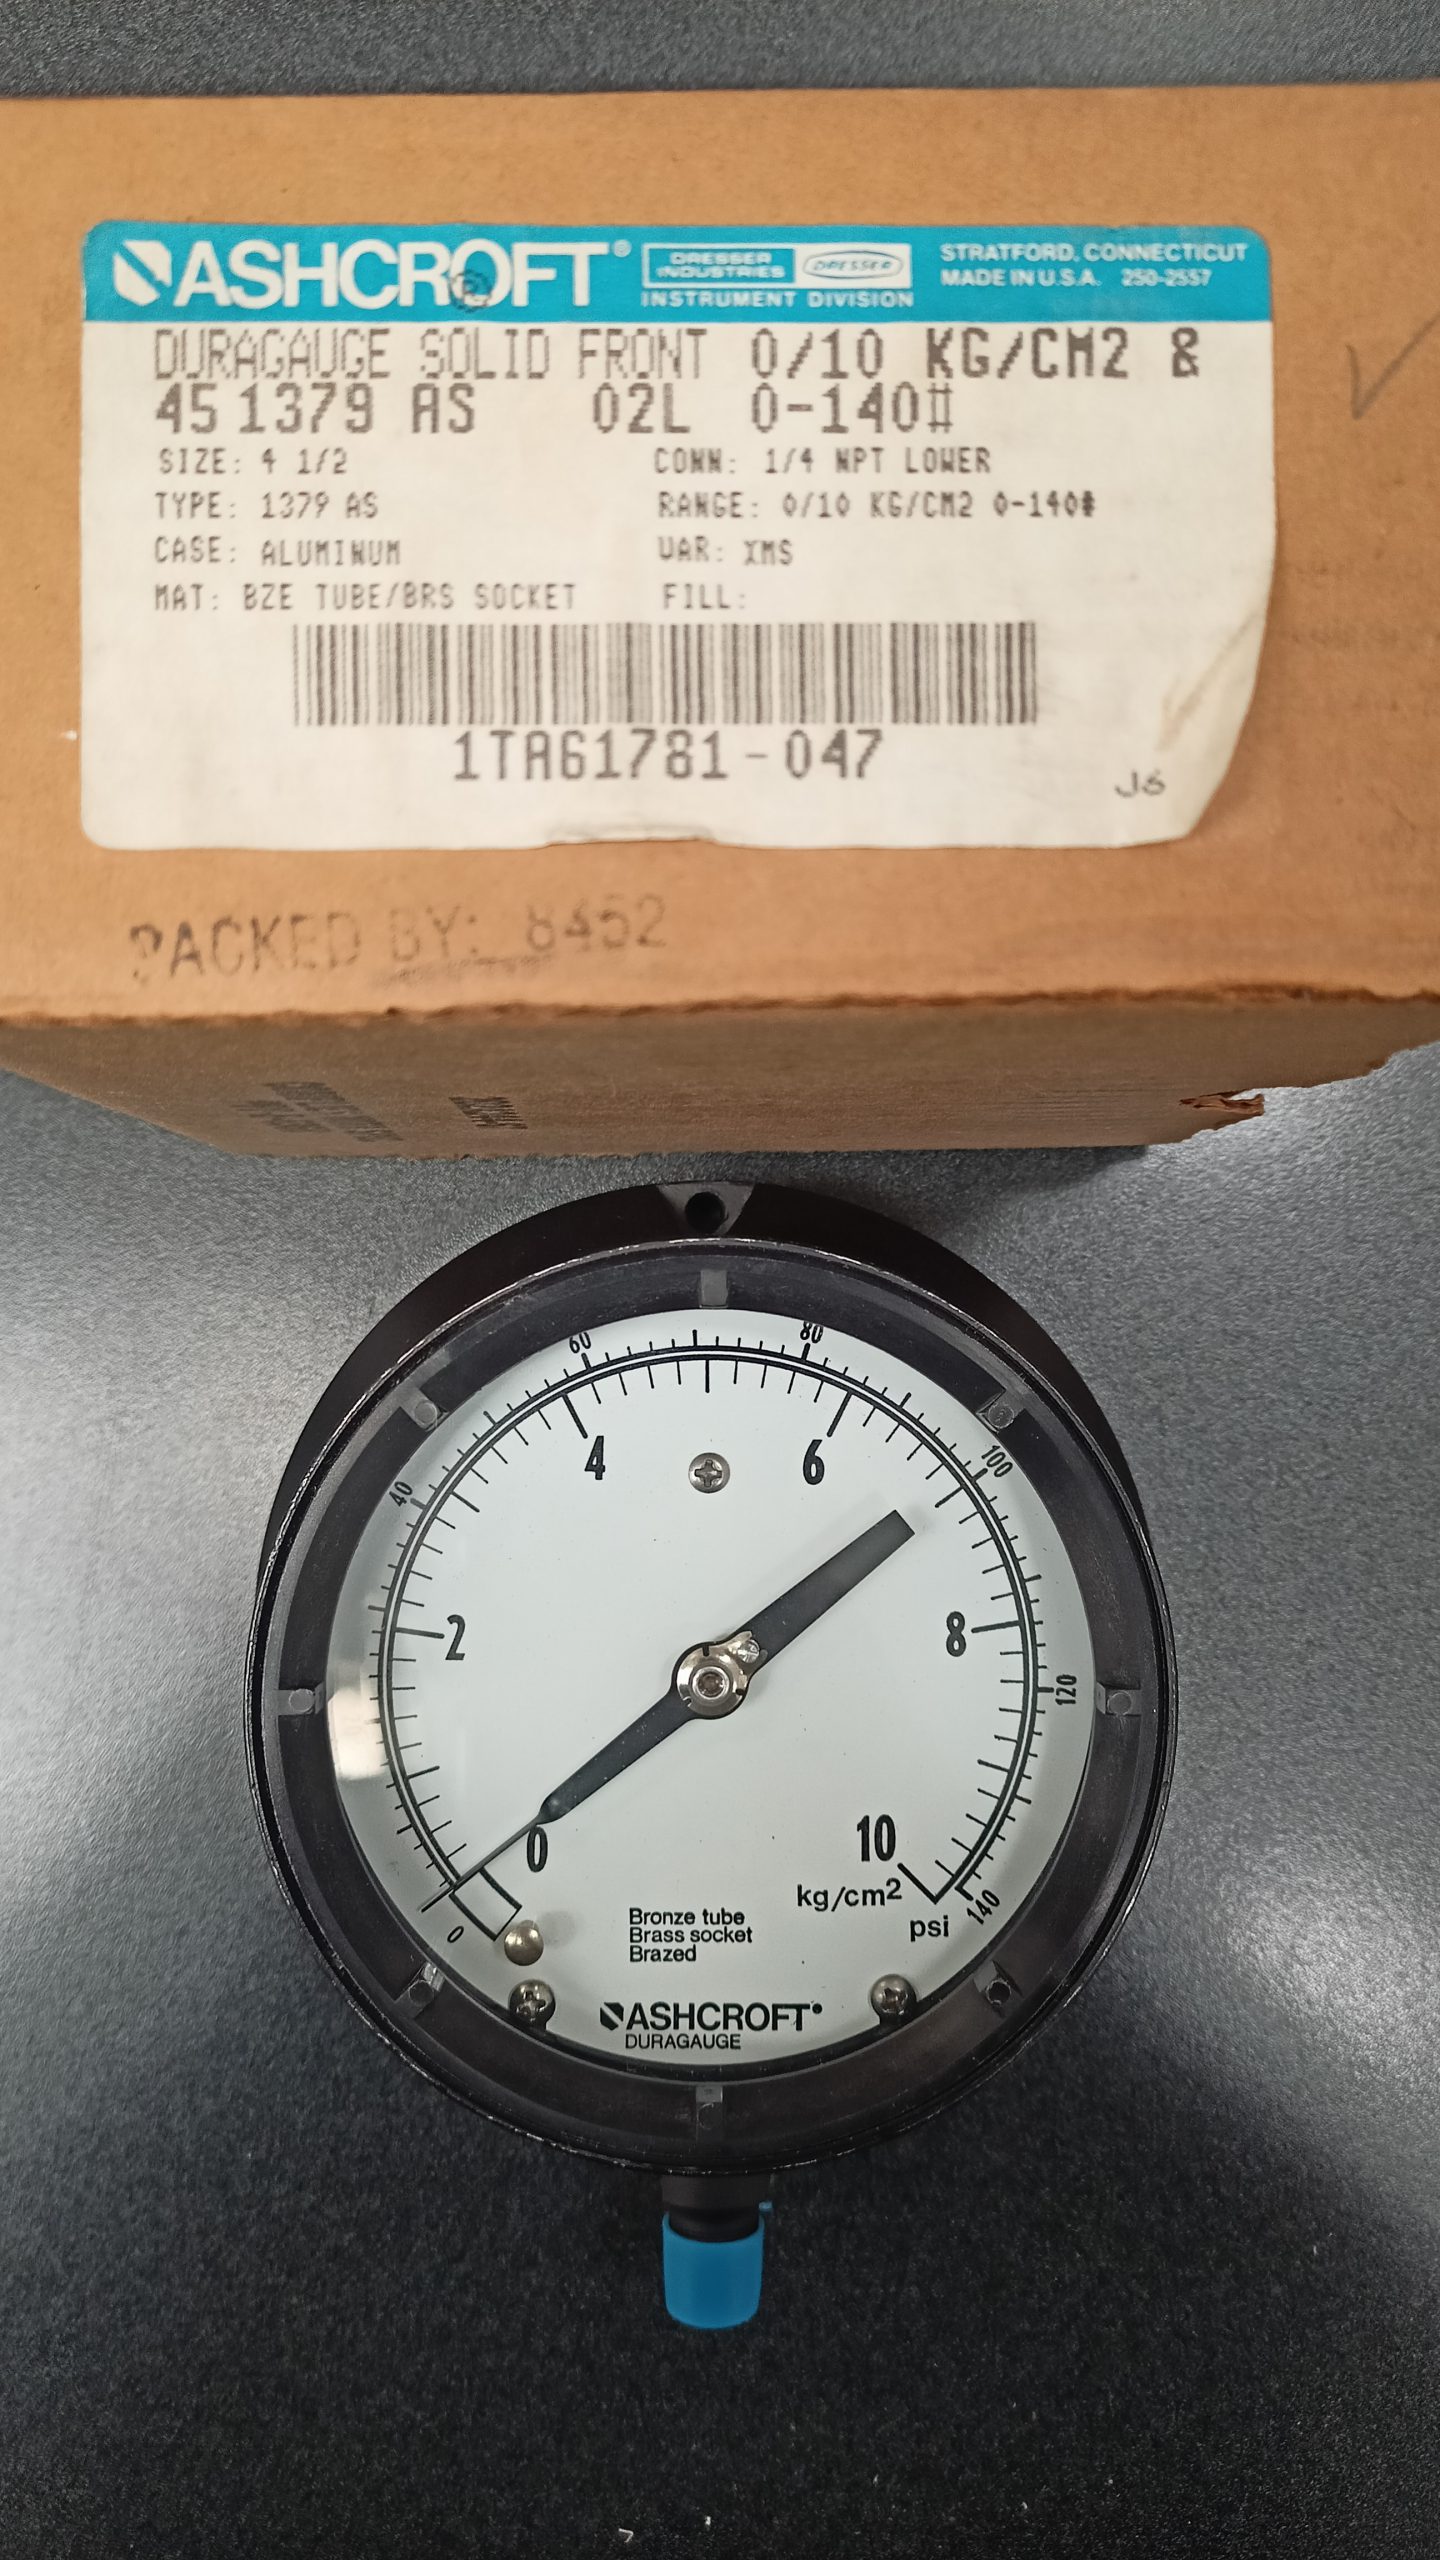 ASHCROFT®
DRESSER INDUSTRIES
DRESSER
INSTRUMENT DIVISION
STRATFORD, CONNECTICUT
MADE IN U.S.A. 250-2557
DURAGAUGE SOLID FRONT 0/10 KG/CM2 &
45 1379 AS 02L 0-140#
SIZE: 4 1/2 CONN: 1/4 NPT LOWER
TYPE: 1379 AS RANGE: 0/10 KG/CM2 0-140#
CASE: ALUMINUM VAR: XMS
MAT: BZE TUBE/BRS SOCKET FILL:
1TA61781-047
J6
PACKED BY: 8452
60 80
4 6
40 100
2 8
120
0 10
kg/cm2
0 140
psi
Bronze tube
Brass socket
Brazed
ASHCROFT
DURAGAUGE